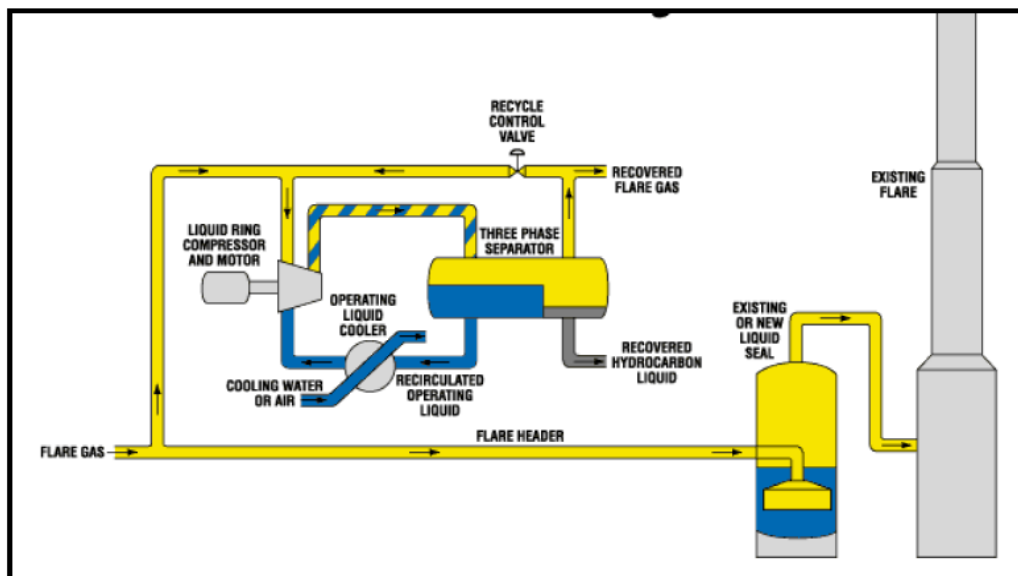 RECYCLE
CONTROL
VALVE
RECOVERED
FLARE GAS
EXISTING
FLARE
LIQUID RING
COMPRESSOR
AND MOTOR
THREE PHASE
SEPARATOR
OPERATING
LIQUID
COOLER
EXISTING
OR NEW
LIQUID
SEAL
COOLING WATER
OR AIR
RECIRCULATED
OPERATING
LIQUID
RECOVERED
HYDROCARBON
LIQUID
FLARE GAS
FLARE HEADER